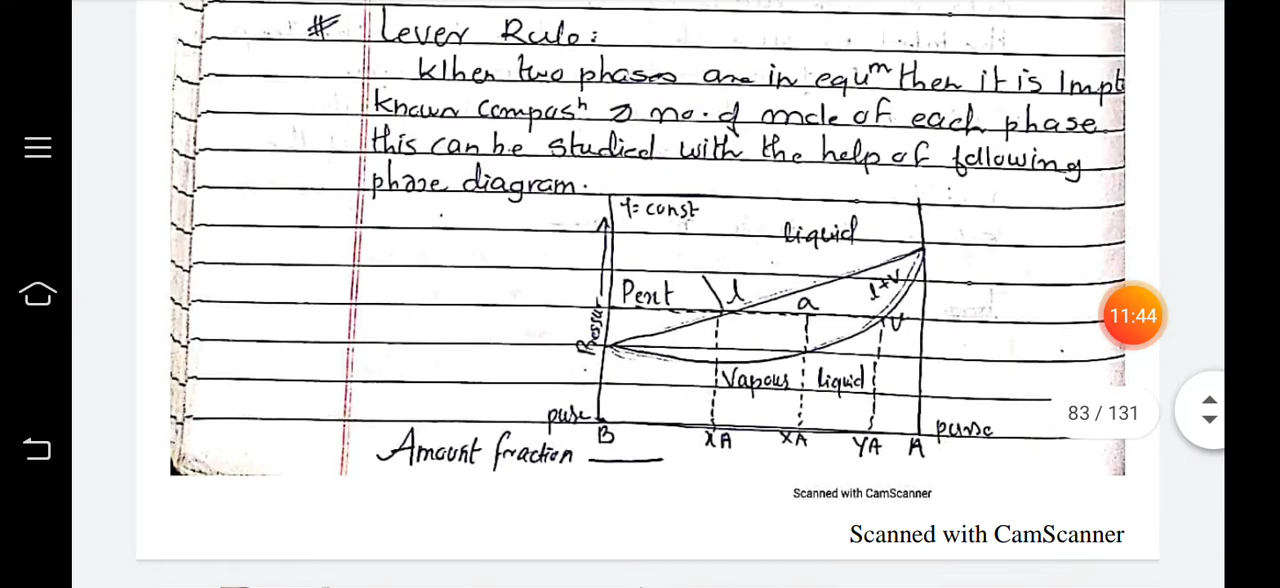 # Lever Rule:
When two phases are in equm then it is Impt
Known composn & no. of mole of each phase.
this can be studied with the help of following
phase diagram.
T= const
liquid
Pext l a l+v
v
Pressur
Vapour liquid
pure B XA XA YA A pure
Amount fraction
11:44
83 / 131
Scanned with CamScanner
Scanned with CamScanner